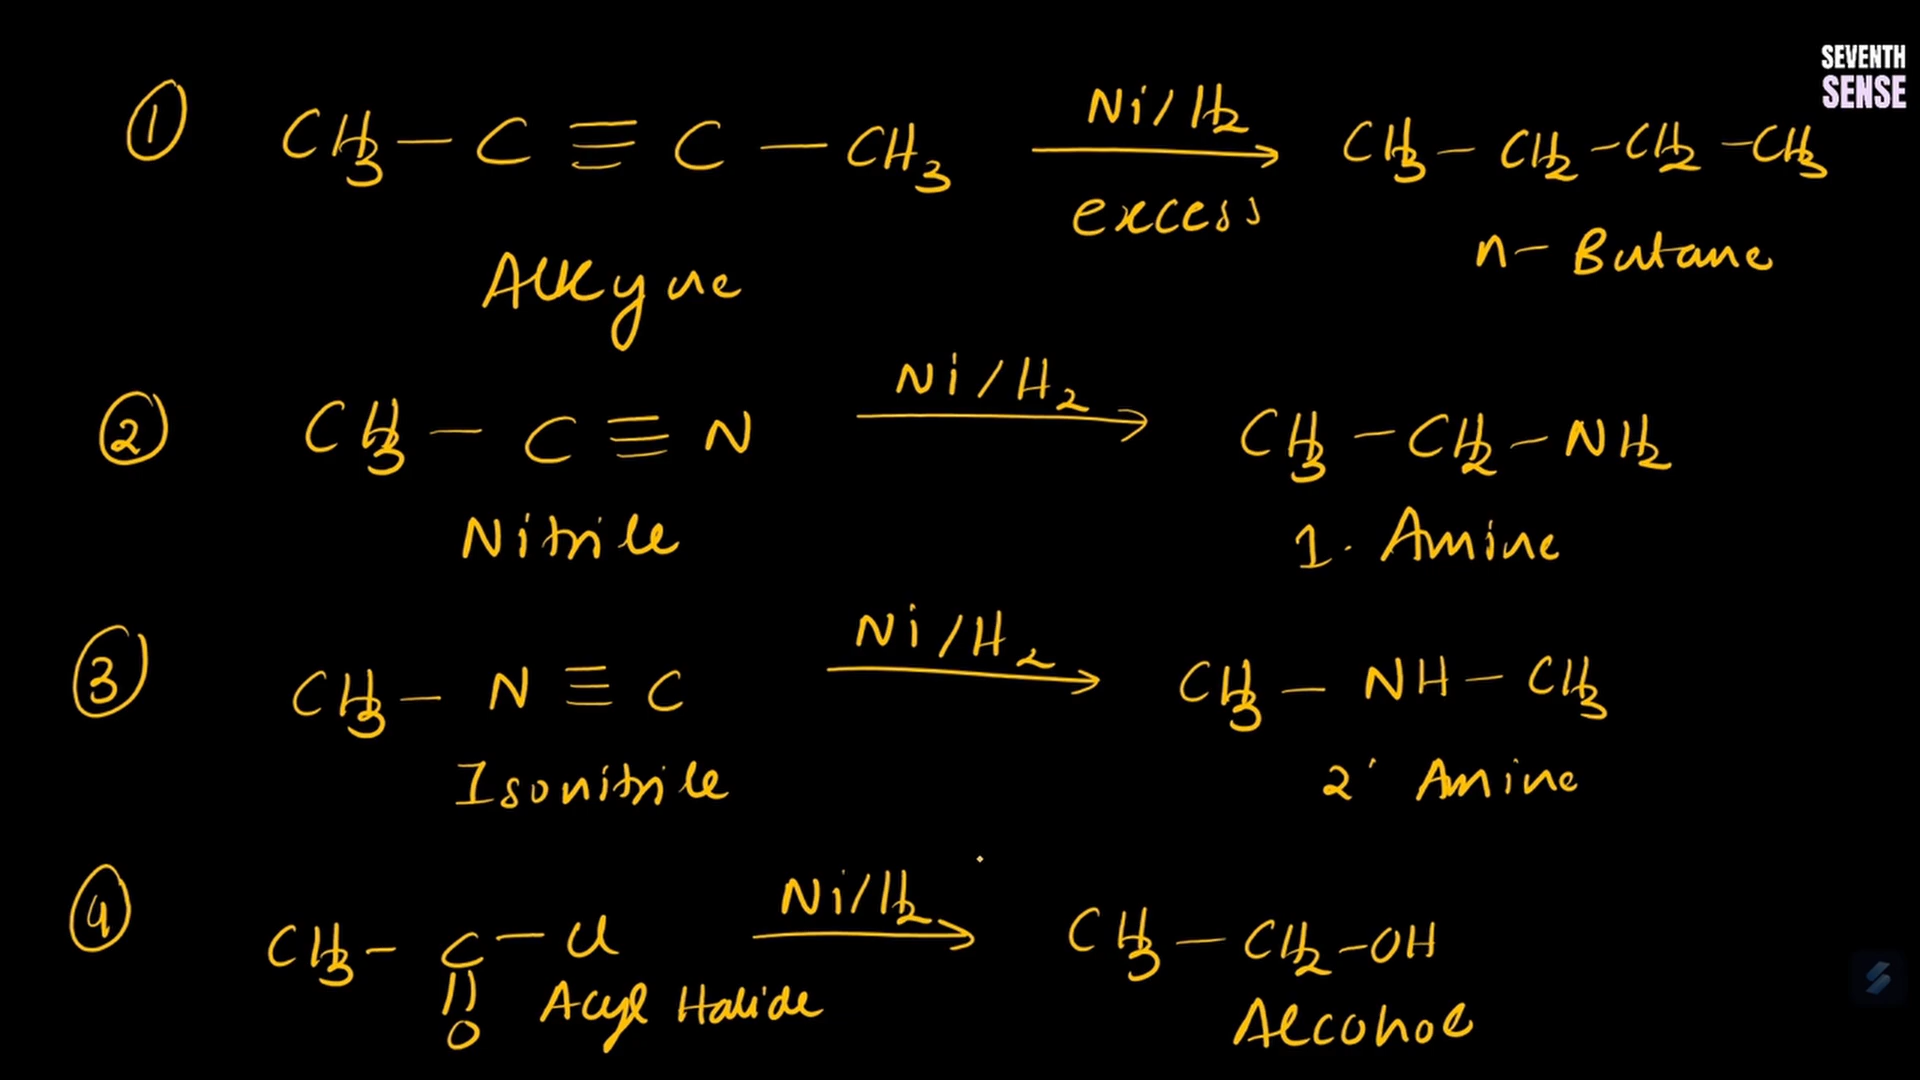 SEVENTH
SENSE
① CH3 – C ≡ C – CH3 Ni/H2 excess → CH3 – CH2 – CH2 – CH3
Alkyne n- Butane
② CH3 – C ≡ N Ni/H2 → CH3 – CH2 – NH2
Nitrile 1· Amine
③ CH3 – N ≡ C Ni/H2 → CH3 – NH – CH3
Isonitrile 2' Amine
④ CH3 – C – Cl Ni/H2 → CH3 – CH2 – OH
||
O Acyl Halide Alcohol